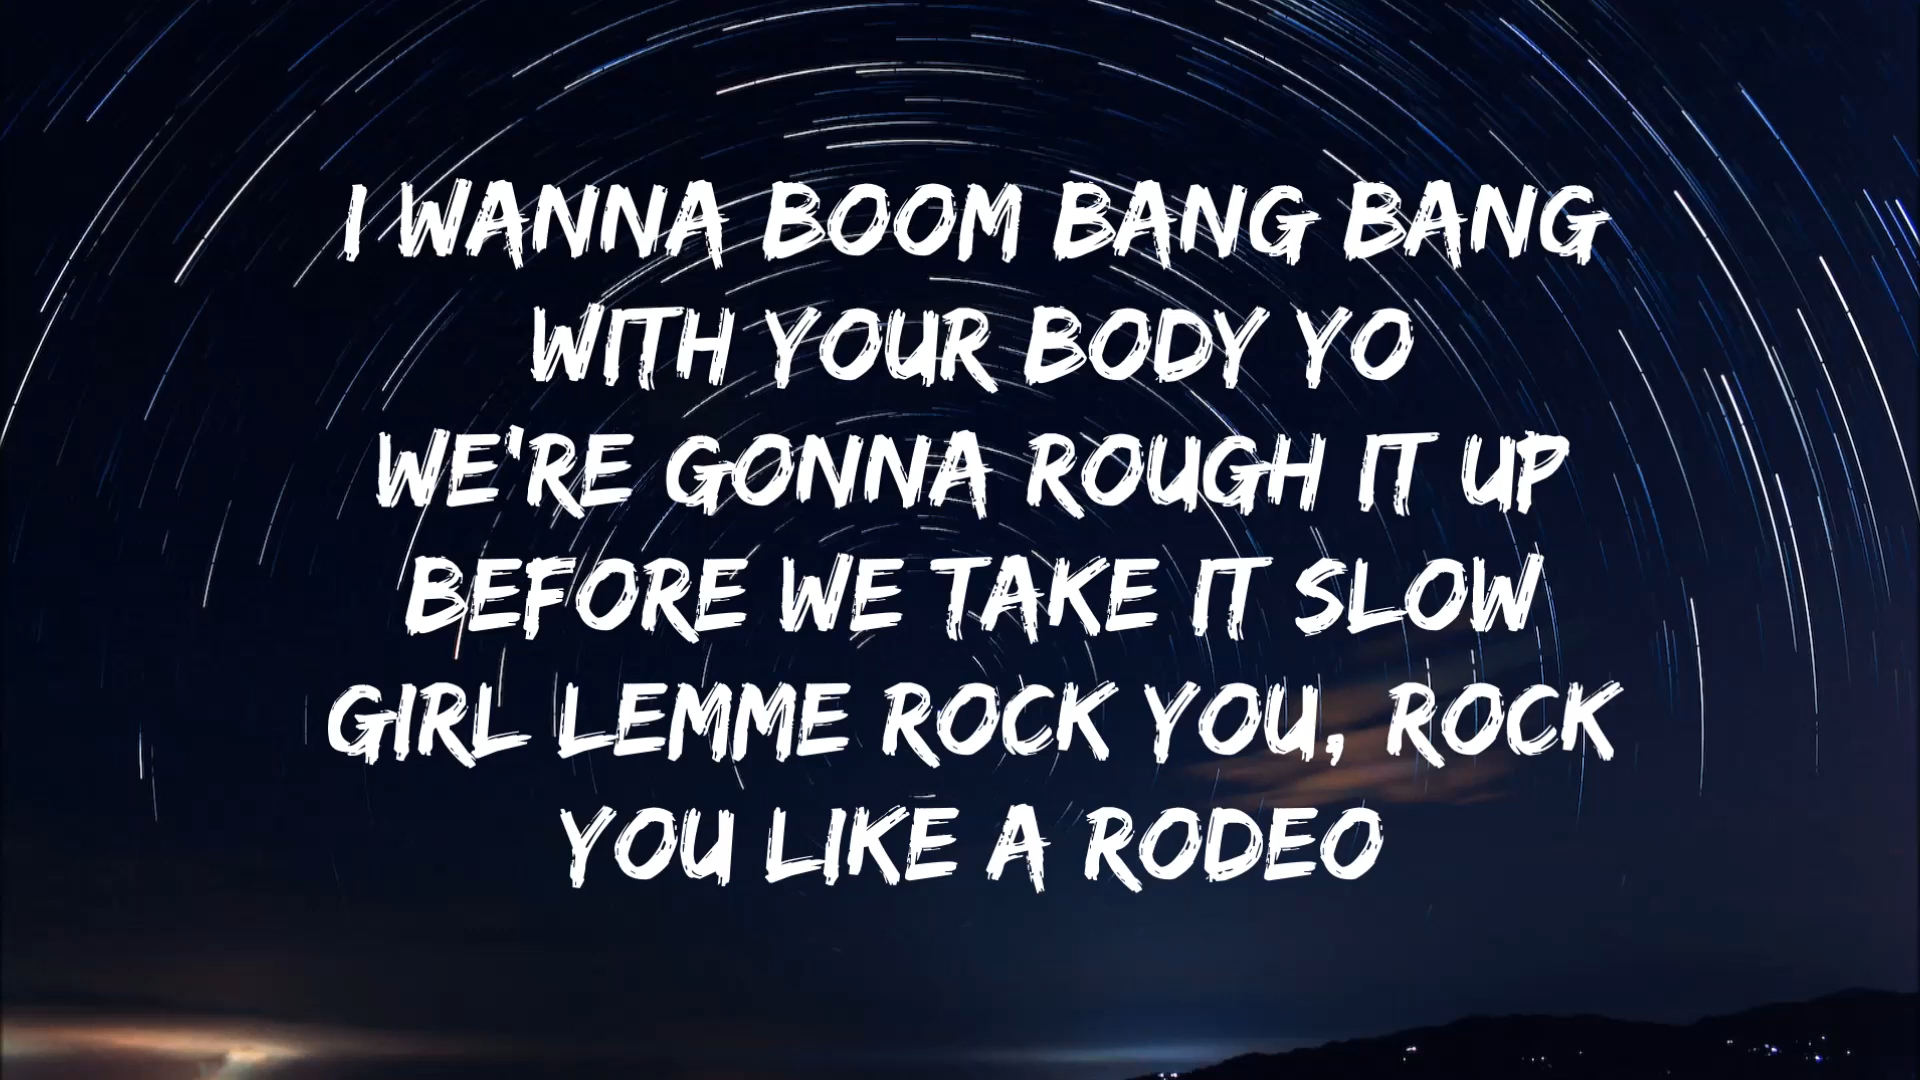 I WANNA BOOM BANG BANG
WITH YOUR BODY YO
WE'RE GONNA ROUGH IT UP
BEFORE WE TAKE IT SLOW
GIRL LEMME ROCK YOU, ROCK
YOU LIKE A RODEO